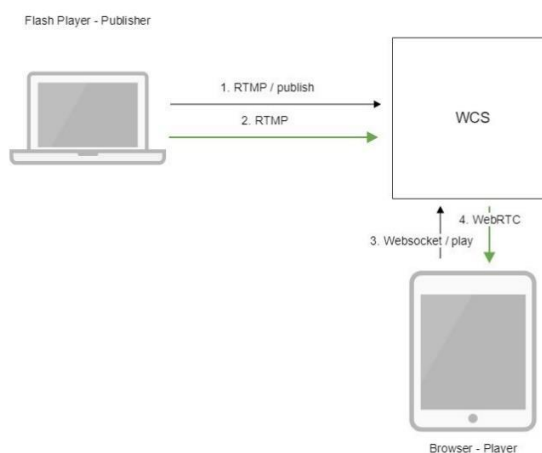 Flash Player - Publisher
1. RTMP / publish
2. RTMP
WCS
4. WebRTC
3. Websocket / play
Browser - Player